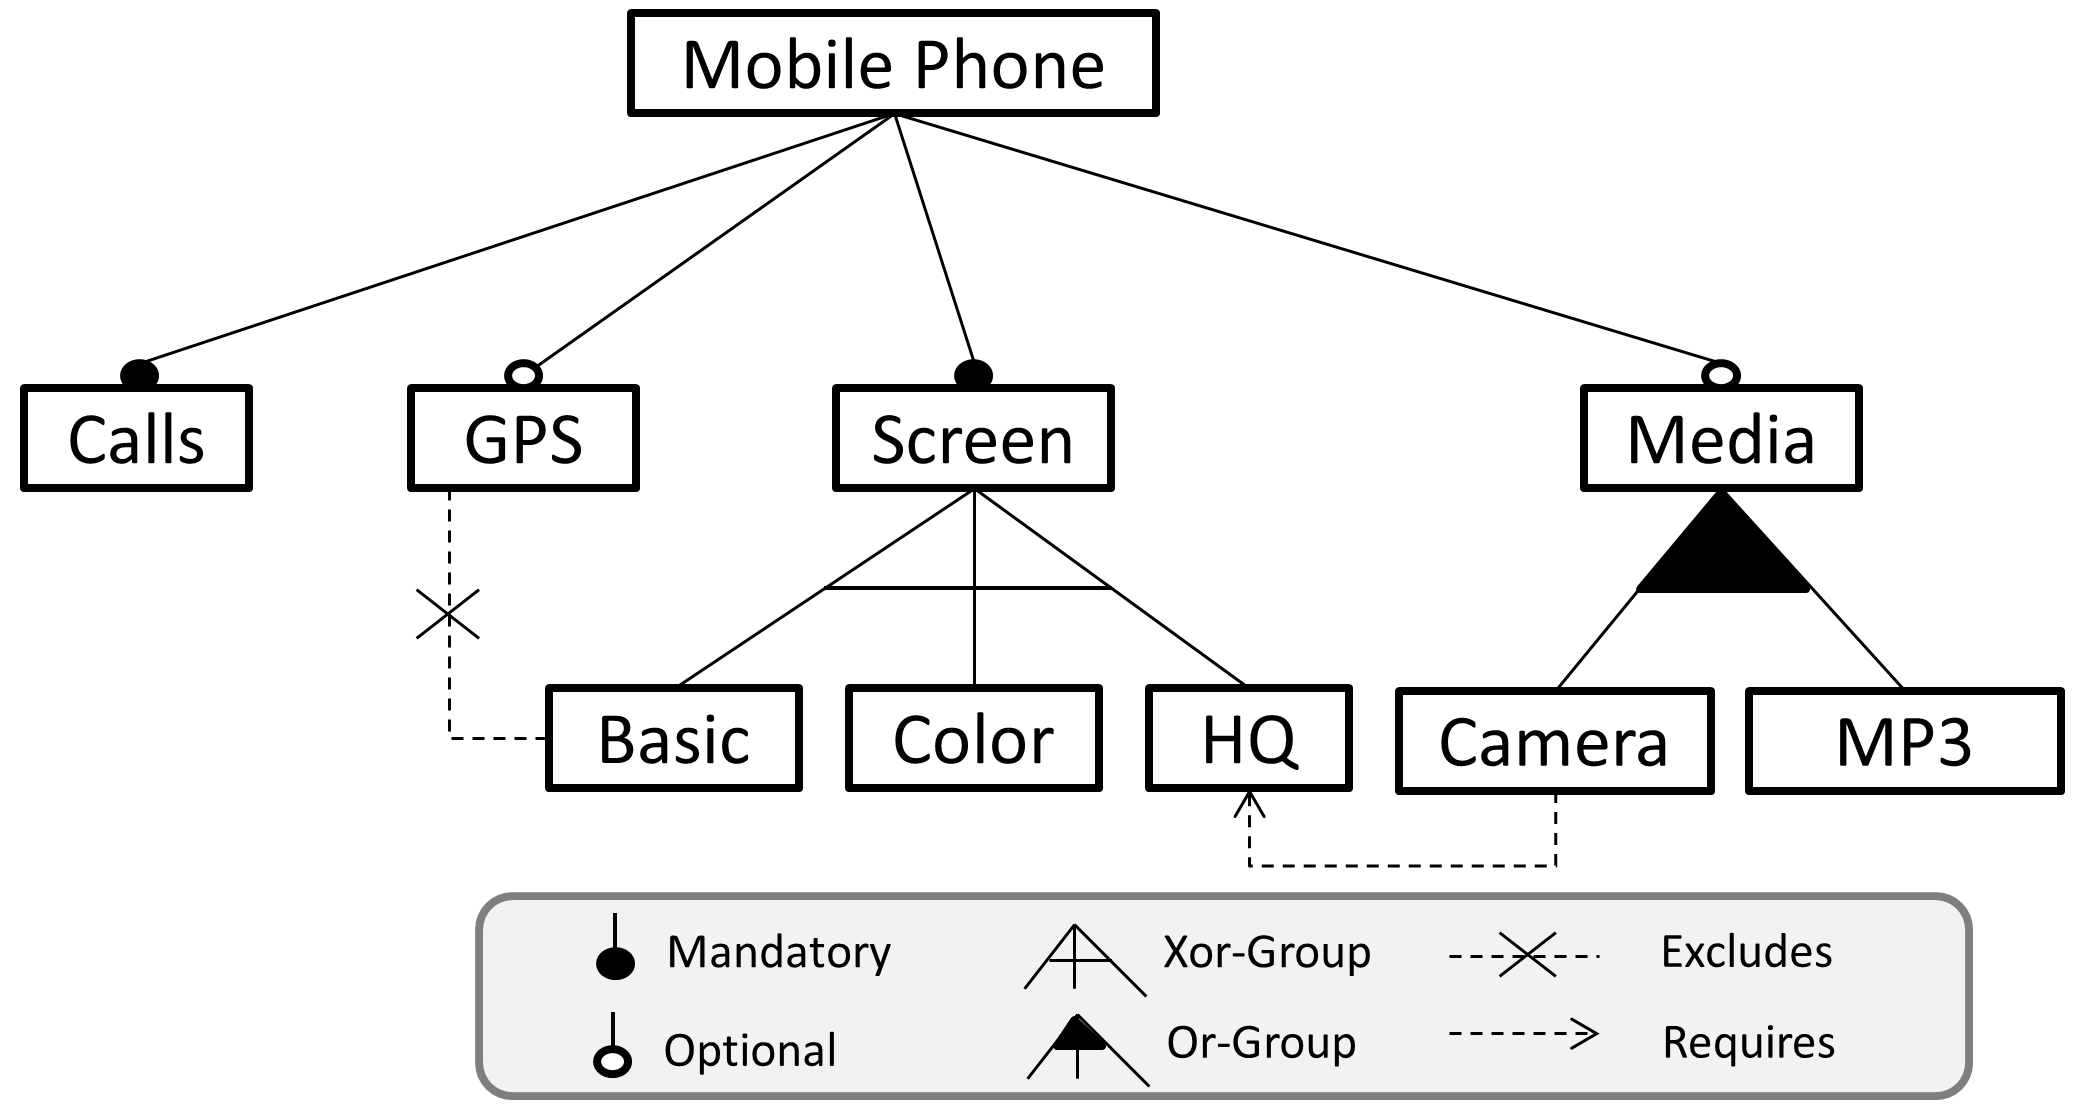 Mobile Phone
Calls
GPS
Screen
Media
Basic
Color
HQ
Camera
MP3
Mandatory
Xor-Group
Excludes
Optional
Or-Group
Requires